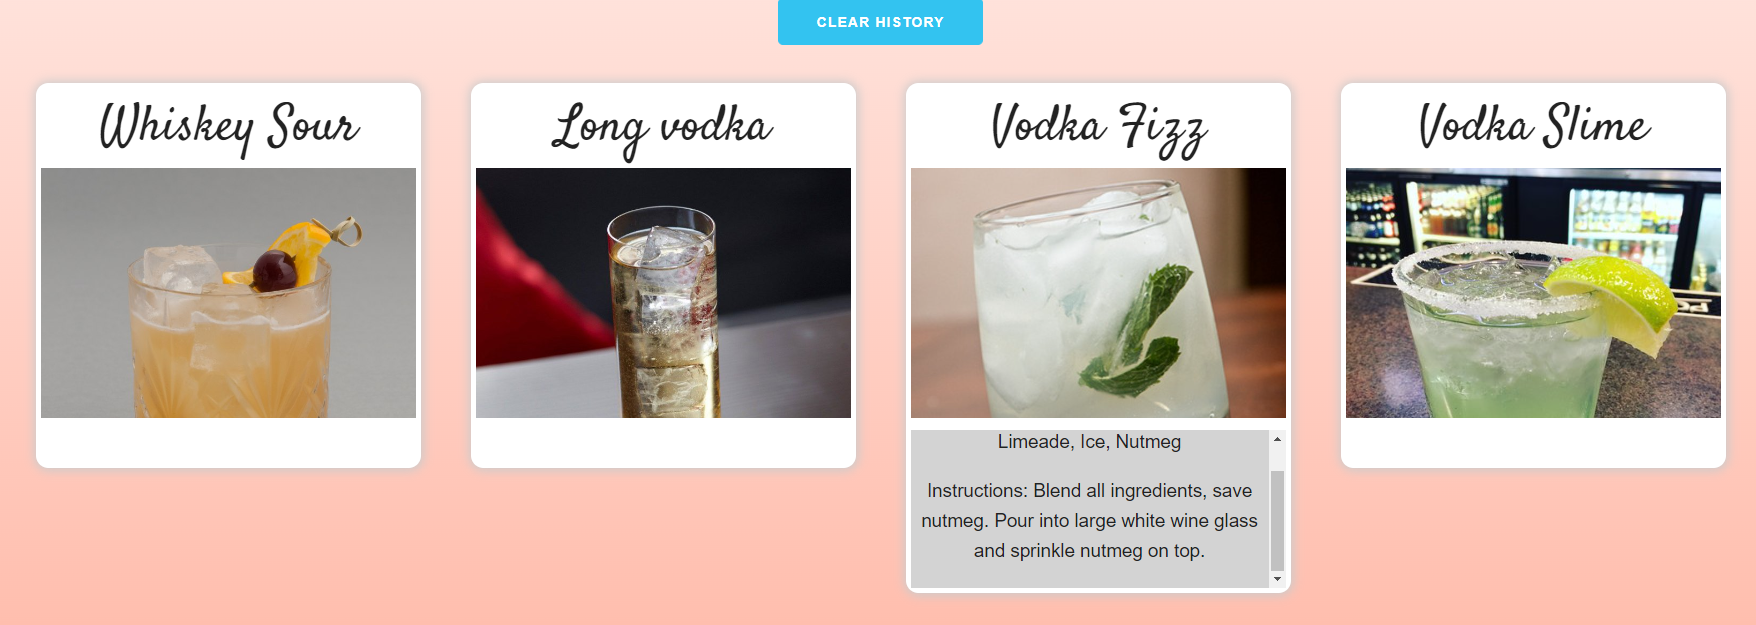 CLEAR HISTORY
Whiskey Sour
Long vodka
Vodka Fizz
Vodka Slime
Limeade, Ice, Nutmeg
Instructions: Blend all ingredients, save
nutmeg. Pour into large white wine glass
and sprinkle nutmeg on top.